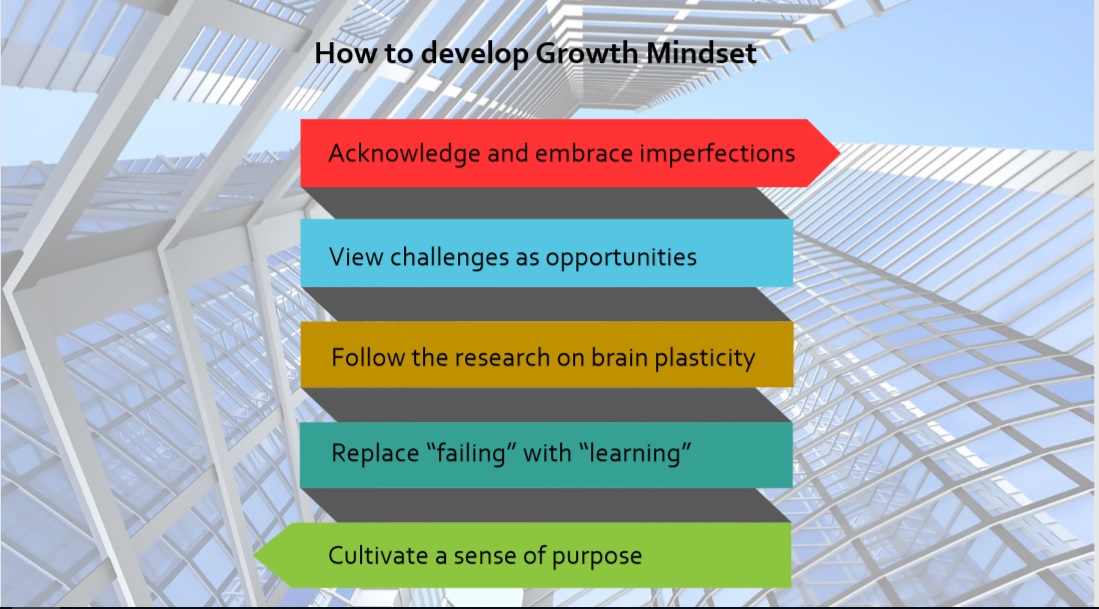 How to develop Growth Mindset
Acknowledge and embrace imperfections
View challenges as opportunities
Follow the research on brain plasticity
Replace “failing” with “learning”
Cultivate a sense of purpose